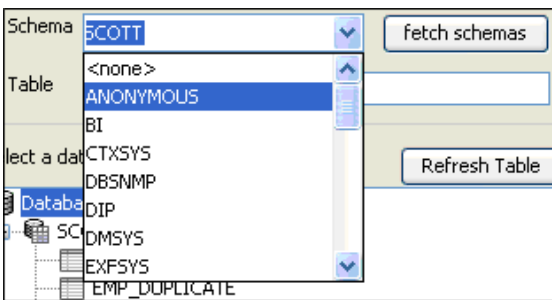 Schema SCOTT fetch schemas
<none>
Table
ANONYMOUS
BI
lect a dat
CTXSYS
Refresh Table
DBSNMP
Databa
DIP
SCO
DMSYS
EXFSYS
EMP_DUPLICATE